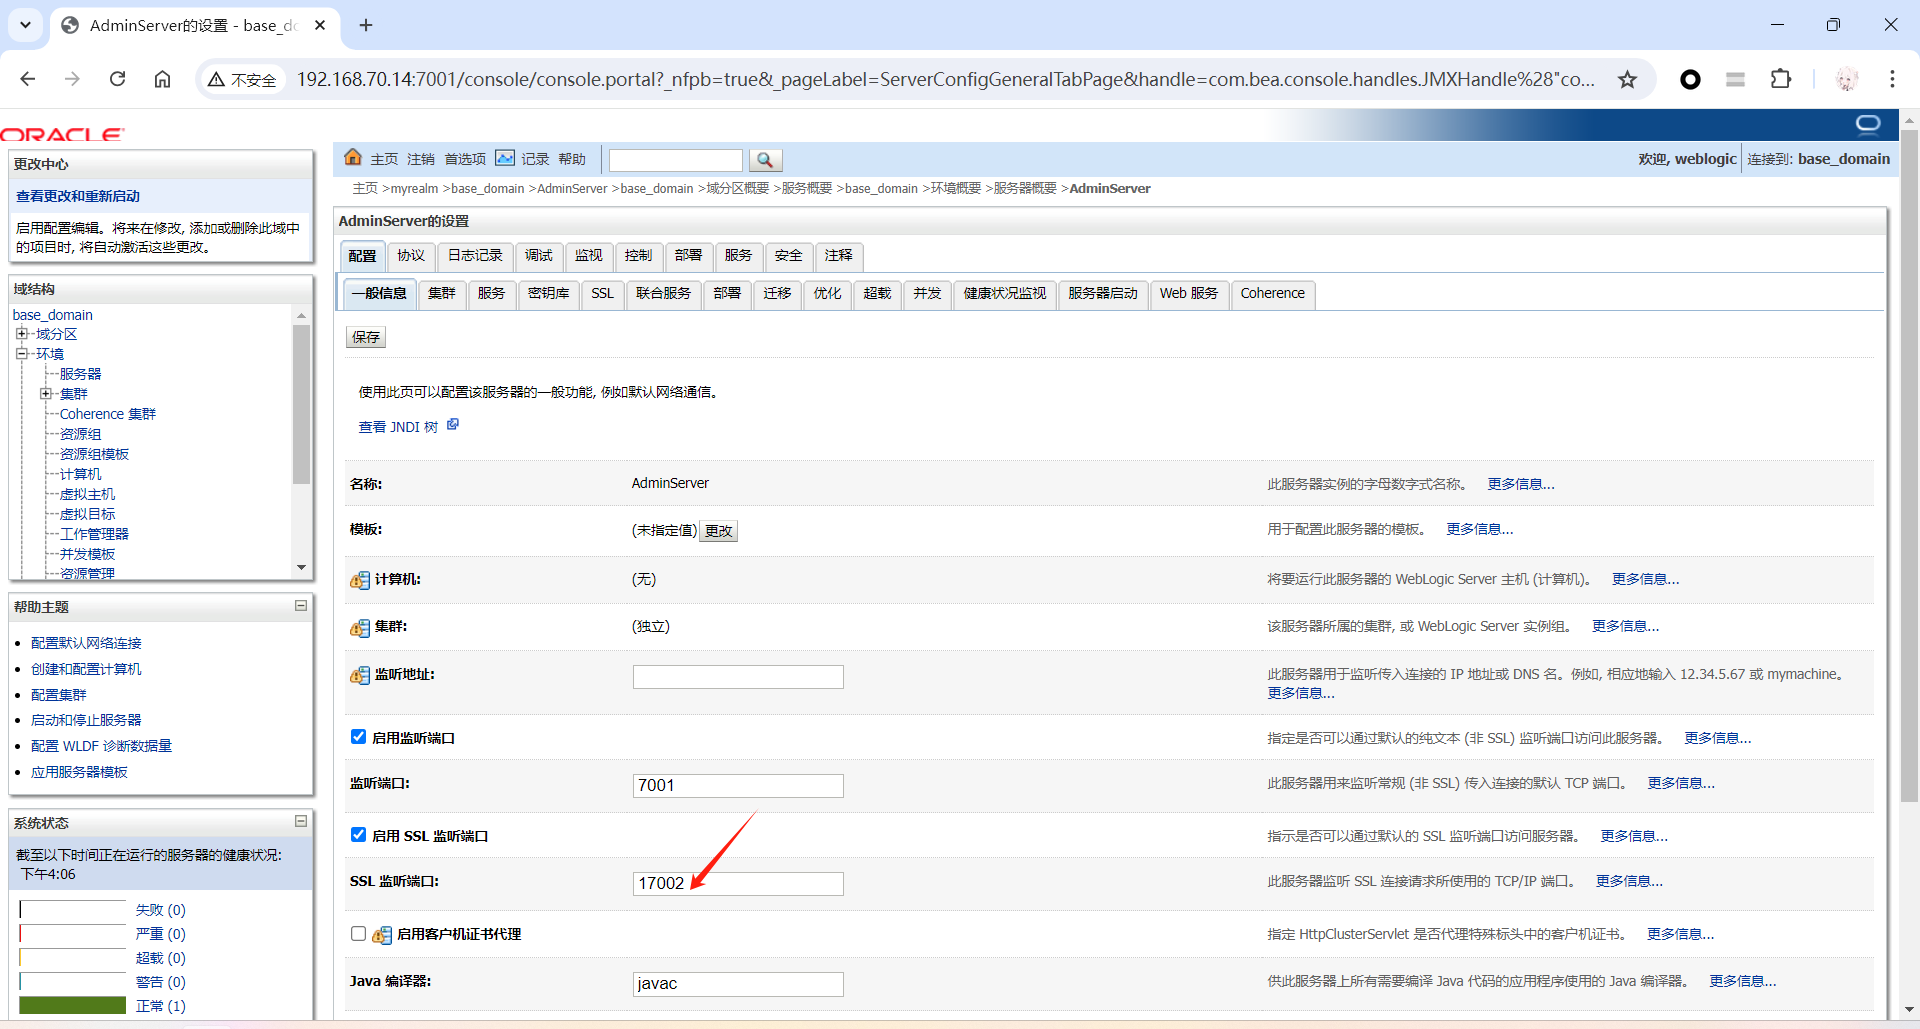 AdminServer的设置 - base_do
不安全
192.168.70.14:7001/console/console.portal?_nfpb=true&_pageLabel=ServerConfigGeneralTabPage&handle=com.bea.console.handles.JMXHandle%28"co...
ORACLE
更改中心
查看更改和重新启动
启用配置编辑。将来在修改, 添加或删除此域中
的项目时, 将自动激活这些更改。
域结构
base_domain
域分区
环境
服务器
集群
Coherence 集群
资源组
资源组模板
计算机
虚拟主机
虚拟目标
工作管理器
并发模板
资源管理
帮助主题
配置默认网络连接
创建和配置计算机
配置集群
启动和停止服务器
配置 WLDF 诊断数据量
应用服务器模板
系统状态
截至以下时间正在运行的服务器的健康状况:
下午4:06
失败 (0)
严重 (0)
超载 (0)
警告 (0)
正常 (1)
主页 注销 首选项 记录 帮助
欢迎, weblogic 连接到: base_domain
主页 >myrealm >base_domain >AdminServer >base_domain >域分区概要 >服务概要 >base_domain >环境概要 >服务器概要 >AdminServer
AdminServer的设置
配置 协议 日志记录 调试 监视 控制 部署 服务 安全 注释
一般信息 集群 服务 密钥库 SSL 联合服务 部署 迁移 优化 超载 并发 健康状况监视 服务器启动 Web 服务 Coherence
保存
使用此页可以配置该服务器的一般功能, 例如默认网络通信。
查看 JNDI 树
名称: AdminServer 此服务器实例的字母数字式名称。 更多信息...
模板: (未指定值) 更改 用于配置此服务器的模板。 更多信息...
计算机: (无) 将要运行此服务器的 WebLogic Server 主机 (计算机)。 更多信息...
集群: (独立) 该服务器所属的集群, 或 WebLogic Server 实例组。 更多信息...
监听地址: 此服务器用于监听传入连接的 IP 地址或 DNS 名。例如, 相应地输入 12.34.5.67 或 mymachine。
更多信息...
启用监听端口 指定是否可以通过默认的纯文本 (非 SSL) 监听端口访问此服务器。 更多信息...
监听端口: 7001 此服务器用来监听常规 (非 SSL) 传入连接的默认 TCP 端口。 更多信息...
启用 SSL 监听端口 指示是否可以通过默认的 SSL 监听端口访问服务器。 更多信息...
SSL 监听端口: 17002 此服务器监听 SSL 连接请求所使用的 TCP/IP 端口。 更多信息...
启用客户机证书代理 指定 HttpClusterServlet 是否代理特殊标头中的客户机证书。 更多信息...
Java 编译器: javac 供此服务器上所有需要编译 Java 代码的应用程序使用的 Java 编译器。 更多信息...